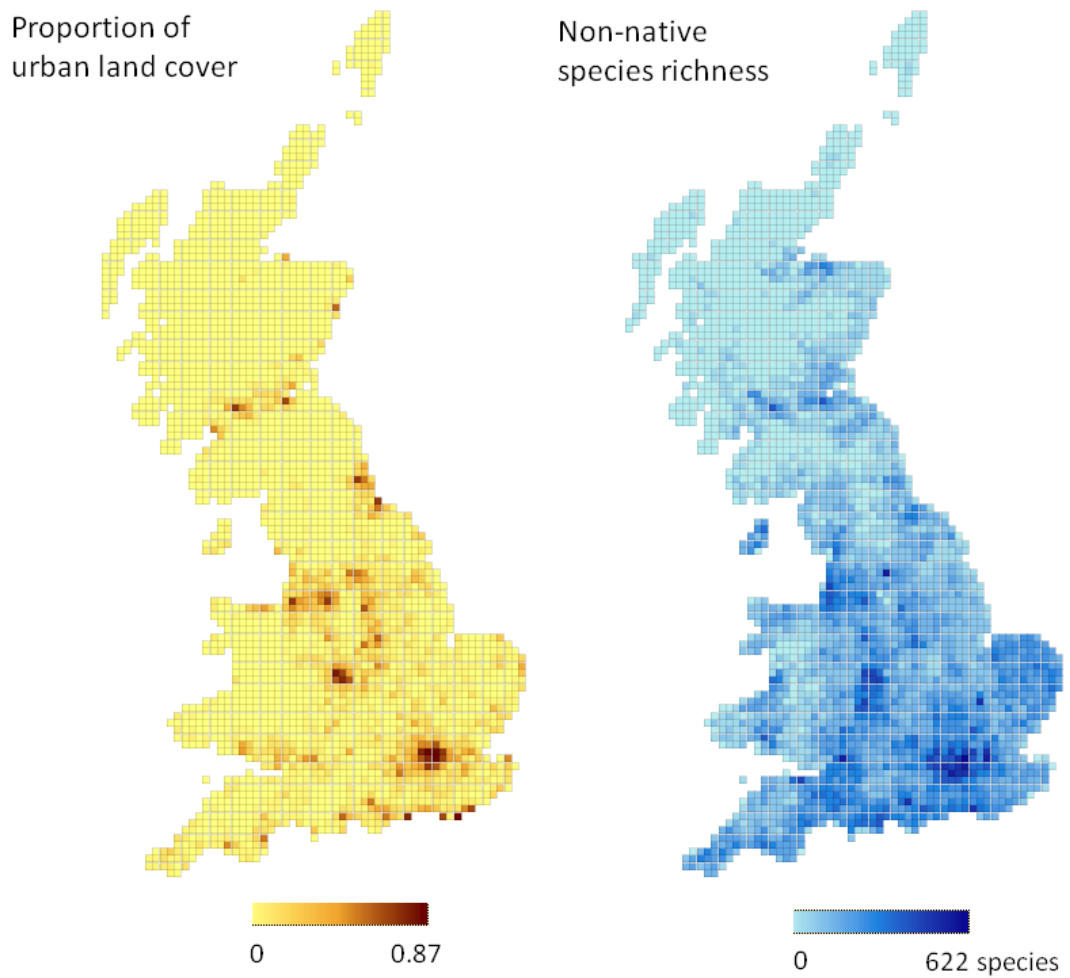 Proportion of
urban land cover
Non-native
species richness
0
0.87
0
622 species